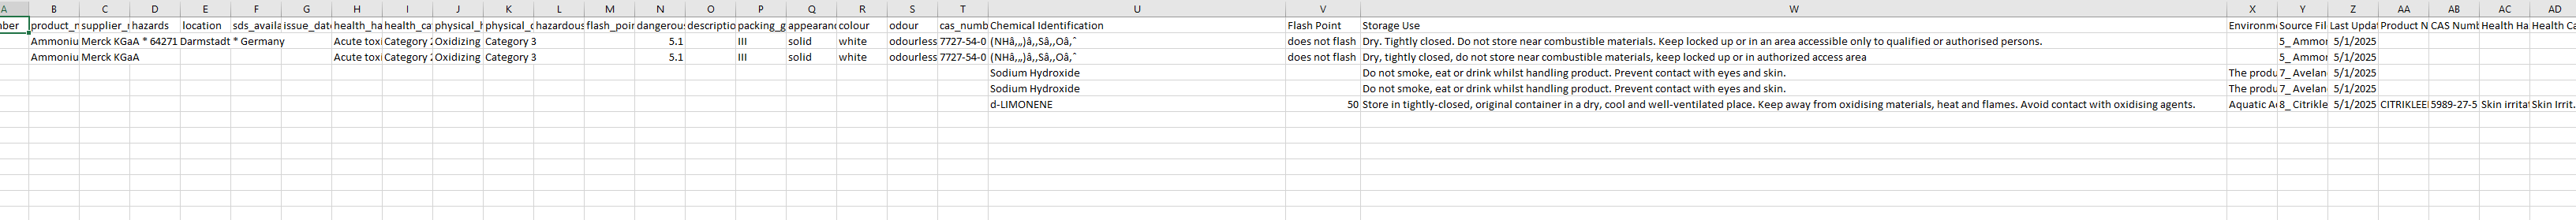 A B C D E F G H I J K L M N O P Q R S T U V W X Y Z AA AB AC AD
ber product_n supplier_ hazards location sds_availa issue_dat health_ha health_ca physical_h physical_c hazardous flash_poin dangerous descriptio packing_g appearanc colour odour cas_numb Chemical Identification Flash Point Storage Use Environme Source Fil Last Updat Product N CAS Numb Health Ha Health Ca
Ammoniu Merck KGaA * 64271 Darmstadt * Germany Acute toxi Category Oxidizing Category 3 5.1 III solid white odourless 7727-54-0 (NHâ‚„)â‚‚Sâ‚‚Oâ‚ˆ does not flash Dry. Tightly closed. Do not store near combustible materials. Keep locked up or in an area accessible only to qualified or authorised persons. 5_ Ammor 5/1/2025
Ammoniu Merck KGaA Acute toxi Category Oxidizing Category 3 5.1 III solid white odourless 7727-54-0 (NHâ‚„)â‚‚Sâ‚‚Oâ‚ˆ does not flash Dry, tightly closed, do not store near combustible materials, keep locked up or in authorized access area 5_ Ammor 5/1/2025
Sodium Hydroxide Do not smoke, eat or drink whilst handling product. Prevent contact with eyes and skin. The produ 7_ Avelan 5/1/2025
Sodium Hydroxide Do not smoke, eat or drink whilst handling product. Prevent contact with eyes and skin. The produ 7_ Avelan 5/1/2025
d-LIMONENE 50 Store in tightly-closed, original container in a dry, cool and well-ventilated place. Keep away from oxidising materials, heat and flames. Avoid contact with oxidising agents. Aquatic Ac 8_ Citrikle 5/1/2025 CITRIKLEE 5989-27-5 Skin irritat Skin Irrit.